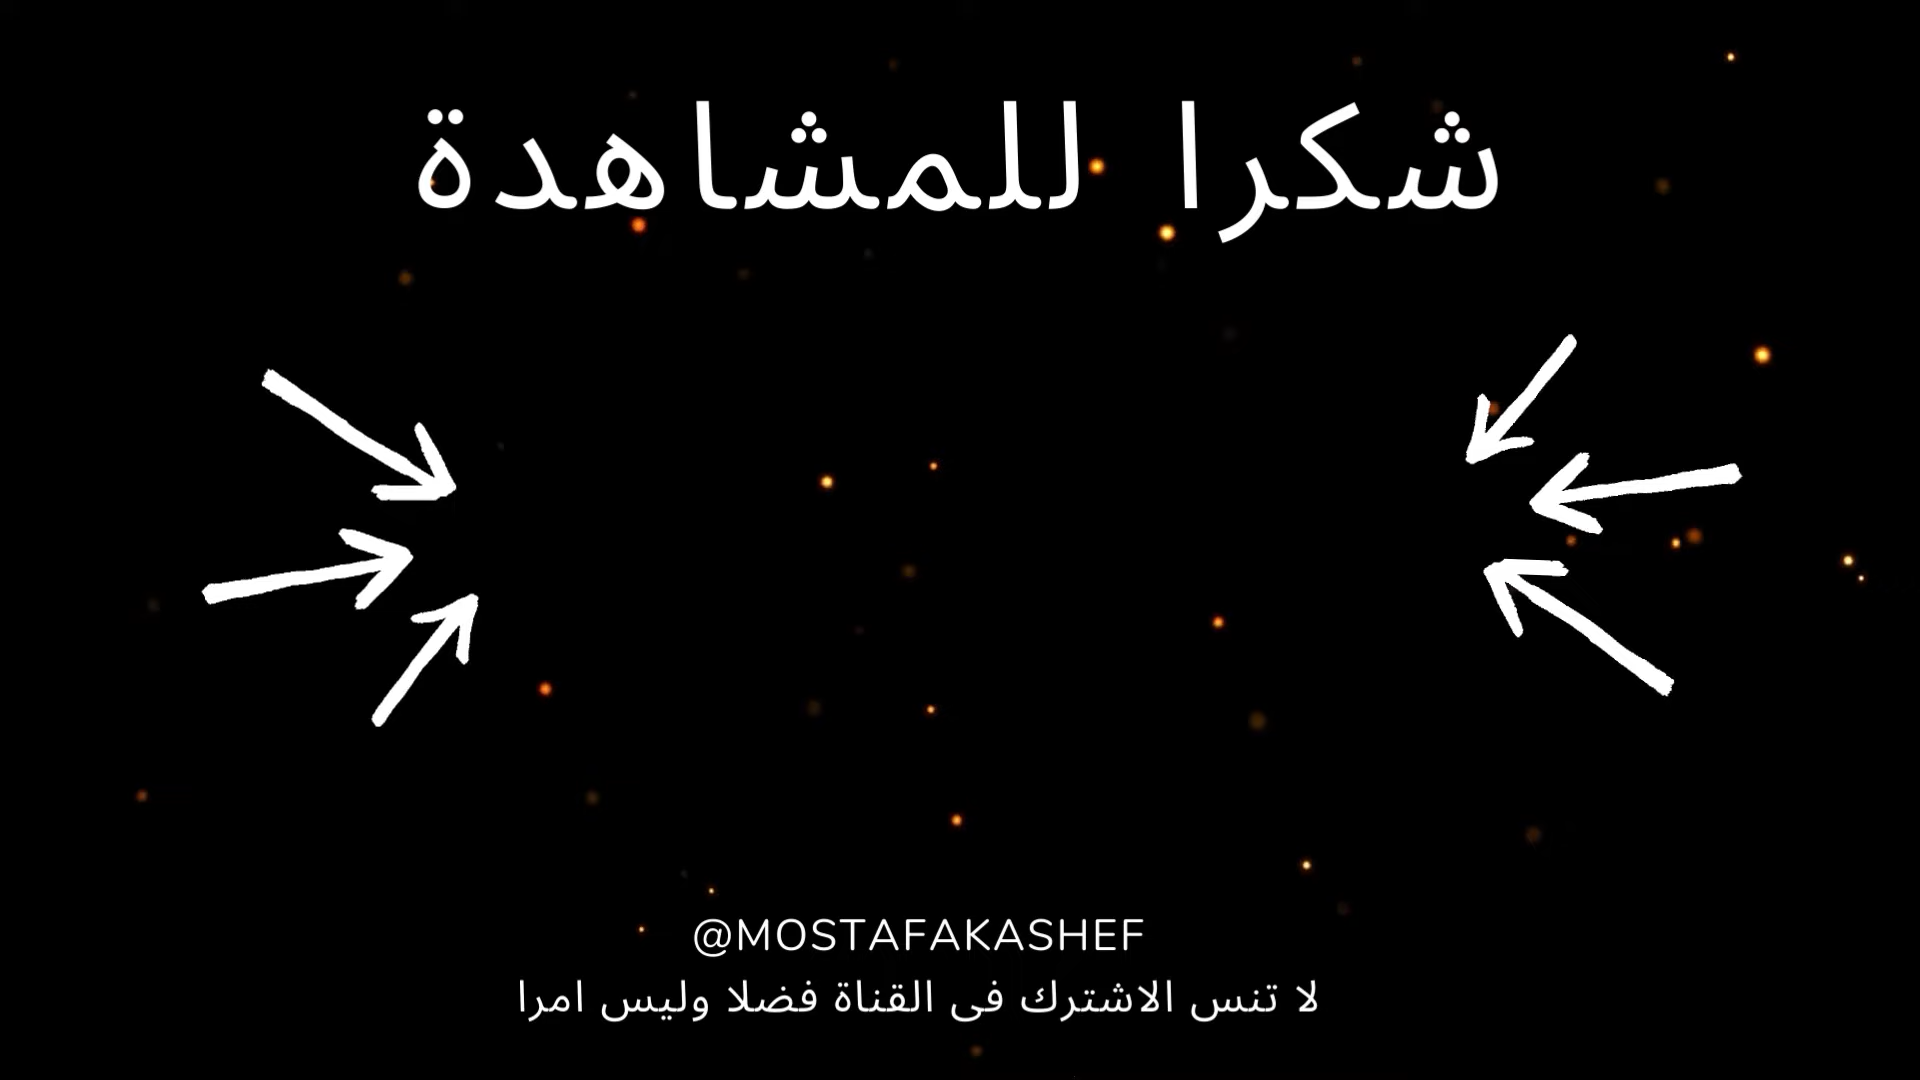 شكرا للمشاهدة
@MOSTAFAKASHEF
لا تنس الاشترك فى القناة فضلا وليس امرا